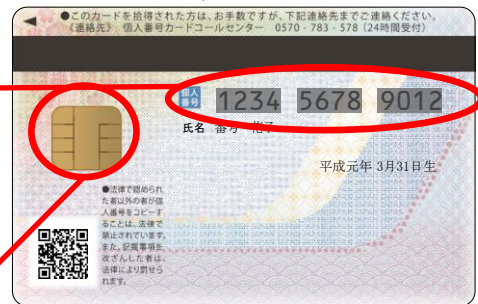 ●このカードを拾得された方は、お手数ですが、下記連絡先までご連絡ください。
《連絡先》 個人番号カードコールセンター 0570-783-578 (24時間受付)
個人
番号
1234 5678 9012
氏名 番号 花子
平成元年 3月31日生
●法律で認められ
た者以外の者が個
人番号をコピーす
ることは、法律で
禁止されています。
また、記載事項を
改ざんした者は、
法律により罰せら
れます。